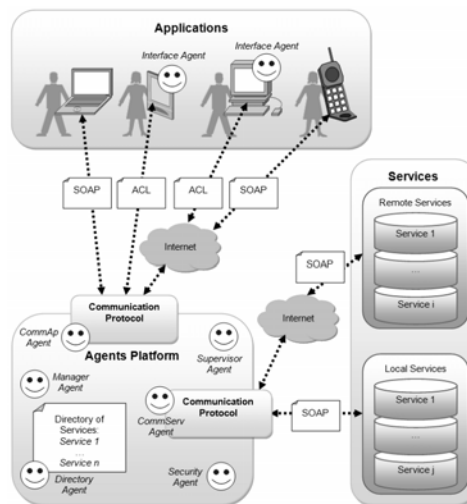 Applications
Interface Agent
Interface Agent
SOAP
ACL
ACL
SOAP
Internet
Services
Remote Services
Service 1
...
Service i
SOAP
Internet
Communication
Protocol
CommAp
Agent
Agents Platform
Supervisor
Agent
Manager
Agent
Communication
Protocol
CommServ
Agent
SOAP
Local Services
Service 1
...
Service j
Directory of
Services:
Service 1
...
Service n
Directory
Agent
Security
Agent